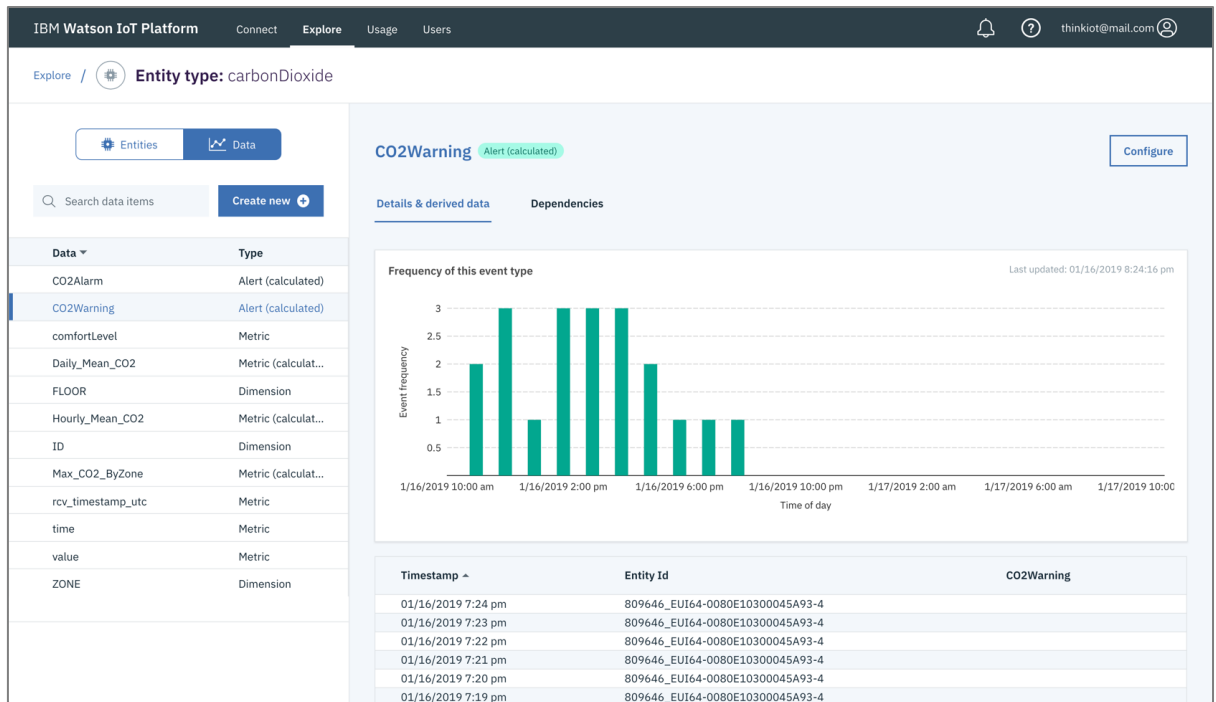 IBM Watson IoT Platform Connect Explore Usage Users thinkiot@mail.com
Explore / Entity type: carbonDioxide
Entities Data
Search data items Create new
Data Type
CO2Alarm Alert (calculated)
CO2Warning Alert (calculated)
comfortLevel Metric
Daily_Mean_CO2 Metric (calculat...
FLOOR Dimension
Hourly_Mean_CO2 Metric (calculat...
ID Dimension
Max_CO2_ByZone Metric (calculat...
rcv_timestamp_utc Metric
time Metric
value Metric
ZONE Dimension
CO2Warning Alert (calculated) Configure
Details & derived data Dependencies
Frequency of this event type Last updated: 01/16/2019 8:24:16 pm
3
2.5
2
1.5
1
0.5
Event frequency
1/16/2019 10:00 am 1/16/2019 2:00 pm 1/16/2019 6:00 pm 1/16/2019 10:00 pm 1/17/2019 2:00 am 1/17/2019 6:00 am 1/17/2019 10:00
Time of day
Timestamp Entity Id CO2Warning
01/16/2019 7:24 pm 809646_EUI64-0080E10300045A93-4
01/16/2019 7:23 pm 809646_EUI64-0080E10300045A93-4
01/16/2019 7:22 pm 809646_EUI64-0080E10300045A93-4
01/16/2019 7:21 pm 809646_EUI64-0080E10300045A93-4
01/16/2019 7:20 pm 809646_EUI64-0080E10300045A93-4
01/16/2019 7:19 pm 809646_EUI64-0080E10300045A93-4